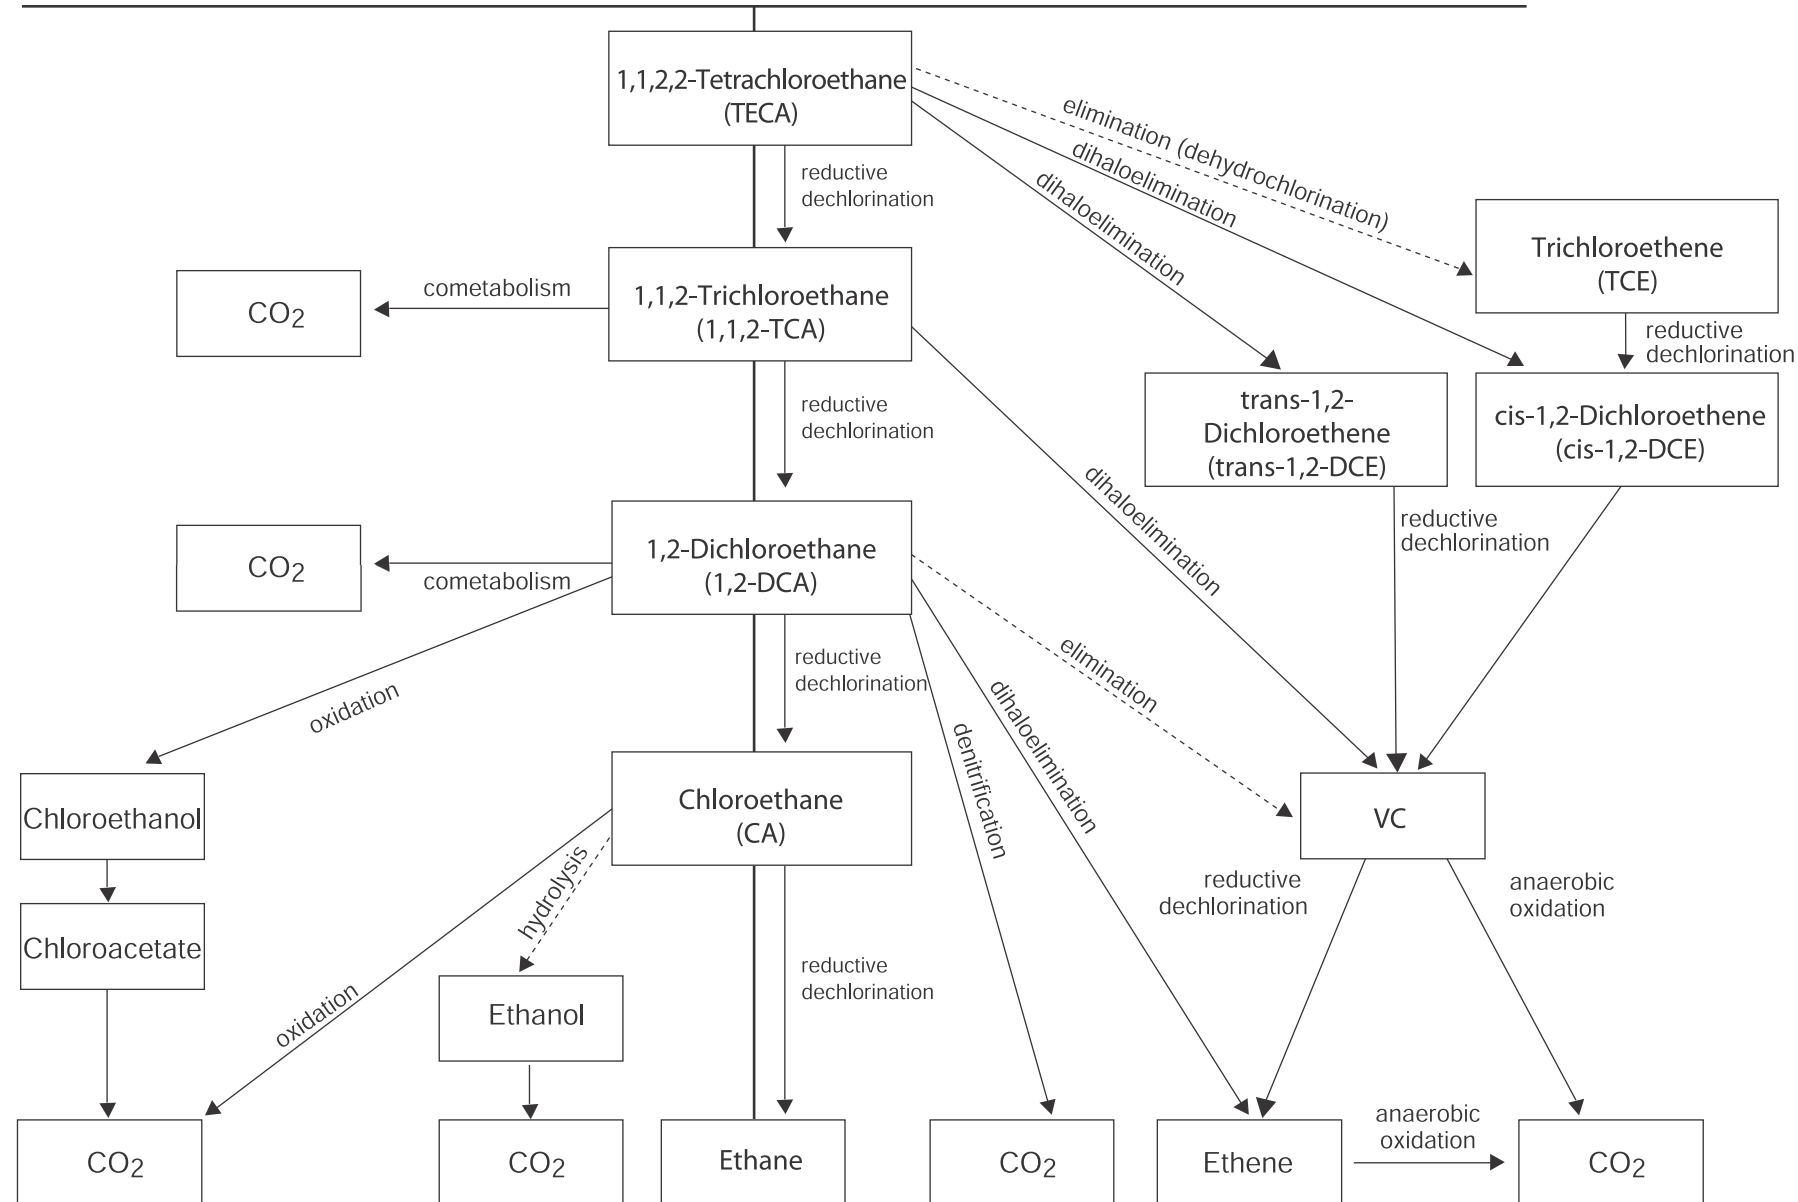 1,1,2,2-Tetrachloroethane
(TECA)
elimination (dehydrochlorination)
dihaloelimination
dihaloelimination
reductive
dechlorination
Trichloroethene
(TCE)
CO2
cometabolism
1,1,2-Trichloroethane
(1,1,2-TCA)
reductive
dechlorination
reductive
dechlorination
trans-1,2-
Dichloroethene
(trans-1,2-DCE)
cis-1,2-Dichloroethene
(cis-1,2-DCE)
dihaloelimination
reductive
dechlorination
CO2
cometabolism
1,2-Dichloroethane
(1,2-DCA)
oxidation
reductive
dechlorination
denitrification
dihaloelimination
elimination
Chloroethanol
Chloroethane
(CA)
VC
hydrolysis
reductive
dechlorination
anaerobic
oxidation
Chloroacetate
oxidation
Ethanol
reductive
dechlorination
anaerobic
oxidation
CO2
CO2
Ethane
CO2
Ethene
CO2